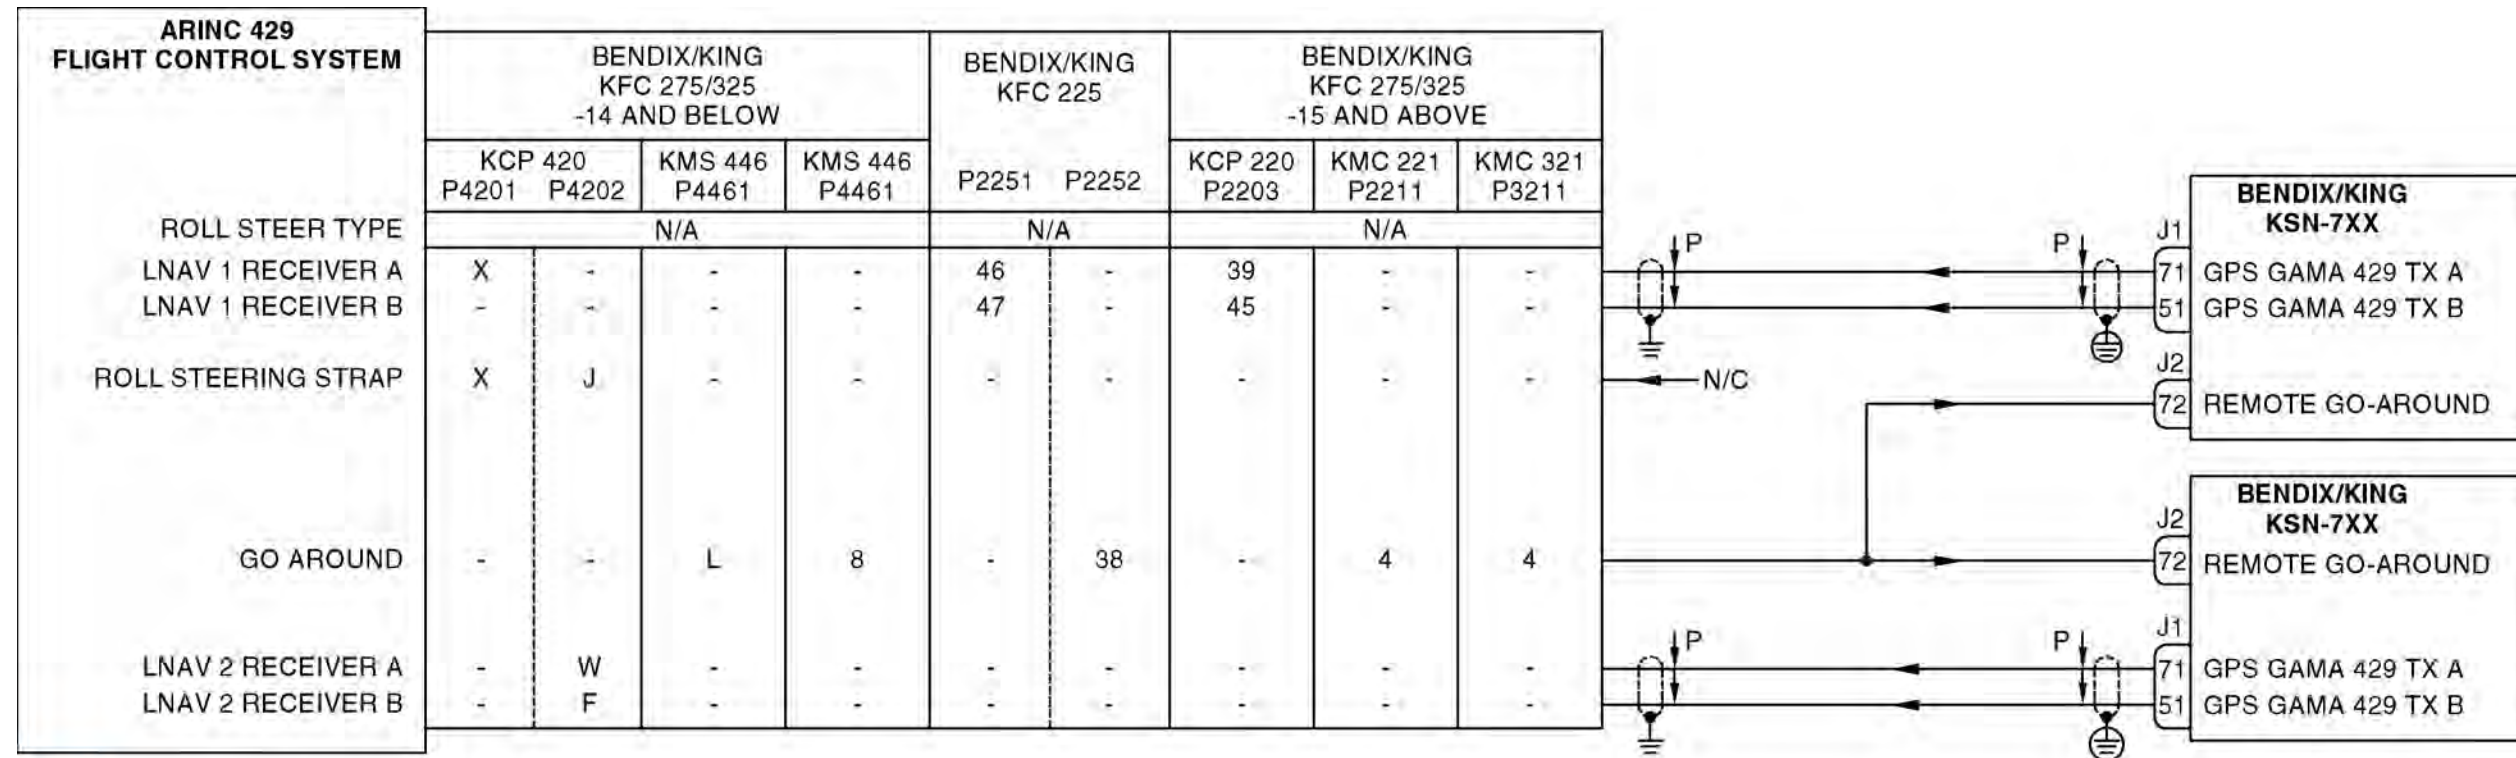 ARINC 429
FLIGHT CONTROL SYSTEM
BENDIX/KING
KFC 275/325
-14 AND BELOW
BENDIX/KING
KFC 225
BENDIX/KING
KFC 275/325
-15 AND ABOVE
KCP 420
P4201 P4202
KMS 446
P4461
KMS 446
P4461
P2251 P2252
KCP 220
P2203
KMC 221
P2211
KMC 321
P3211
ROLL STEER TYPE N/A N/A N/A
LNAV 1 RECEIVER A X - - - 46 - 39 - -
LNAV 1 RECEIVER B - - - - 47 - 45 - -
ROLL STEERING STRAP X J - - - - - - - N/C
GO AROUND - - L 8 - 38 - 4 4
LNAV 2 RECEIVER A - W - - - - - - -
LNAV 2 RECEIVER B - F - - - - - - -
P P
BENDIX/KING
KSN-7XX
J1
71 GPS GAMA 429 TX A
51 GPS GAMA 429 TX B
J2
72 REMOTE GO-AROUND
BENDIX/KING
KSN-7XX
J2
72 REMOTE GO-AROUND
P P
J1
71 GPS GAMA 429 TX A
51 GPS GAMA 429 TX B